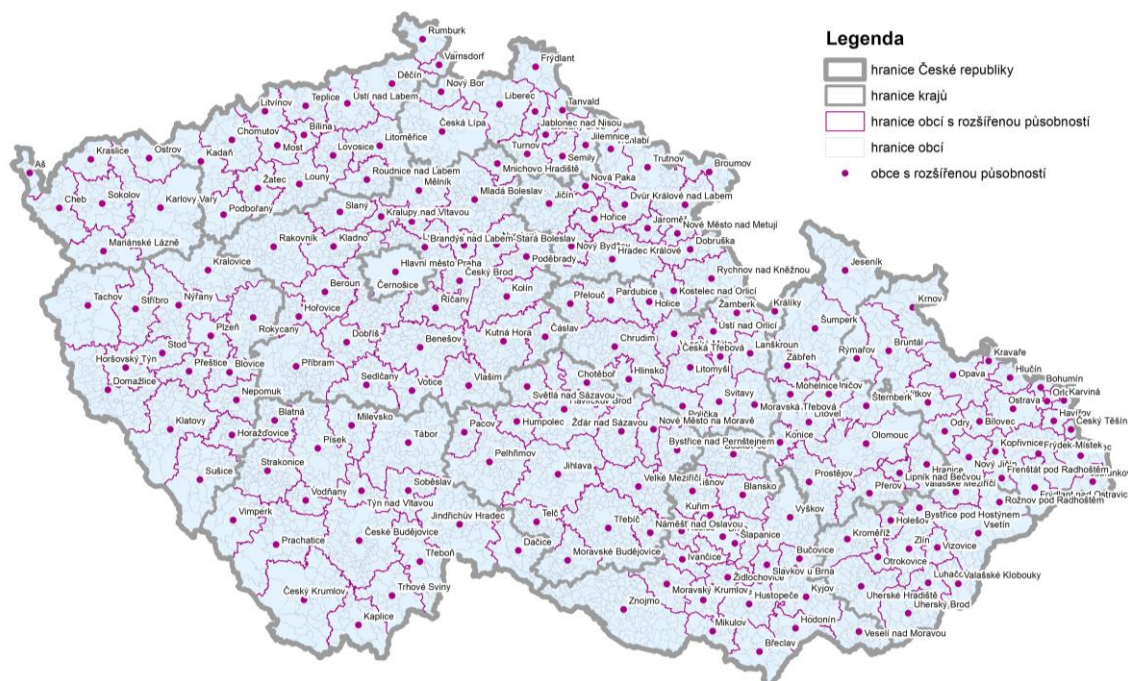 Legenda
hranice České republiky
hranice krajů
hranice obcí s rozšířenou působností
hranice obcí
obce s rozšířenou působností
Rumburk
Varnsdorf
Děčín
Nový Bor
Frýdlant
Liberec
Tanvald
Jablonec nad Nisou
Teplice
Ústí nad Labem
Litvínov
Bílina
Chomutov
Most
Kadaň
Lovosice
Litoměřice
Česká Lípa
Turnov
Semily
Jilemnice
Trutnov
Broumov
Kraslice
Ostrov
Aš
Žatec
Louny
Roudnice nad Labem
Mělník
Mnichovo Hradiště
Mladá Boleslav
Nová Paka
Jičín
Dvůr Králové nad Labem
Cheb
Sokolov
Karlovy Vary
Podbořany
Slaný
Kralupy nad Vltavou
Hořice
Jaroměř
Nové Město na Metují
Mariánské Lázně
Rakovník
Kladno
Brandýs nad Labem-Stará Boleslav
Poděbrady
Nový Bydžov
Hradec Králové
Dobruška
Kralovice
Hlavní město Praha
Černošice
Český Brod
Beroun
Říčany
Kolín
Rychnov nad Kněžnou
Kostelec nad Orlicí
Jeseník
Tachov
Stříbro
Nýřany
Hořovice
Přelouč
Pardubice
Holice
Žamberk
Králíky
Krnov
Plzeň
Rokycany
Dobříš
Benešov
Kutná Hora
Čáslav
Chrudim
Ústí nad Orlicí
Česká Třebová
Lanškroun
Šumperk
Rýmařov
Bruntál
Horšovský Týn
Stod
Přeštice
Blovice
Příbram
Sedlčany
Votice
Vlašim
Chotěboř
Hlinsko
Litomyšl
Zábřeh
Opava
Kravaře
Hlučín
Bohumín
Karviná
Domažlice
Nepomuk
Světlá nad Sázavou
Svitavy
Moravská Třebová
Mohelnice
Šternberk
Ostrava
Havířov
Český Těšín
Klatovy
Horažďovice
Blatná
Milevsko
Písek
Tábor
Pacov
Humpolec
Havlíčkův Brod
Žďár nad Sázavou
Polička
Nové Město na Moravě
Bystřice nad Pernštejnem
Konice
Litovel
Olomouc
Vítkov
Odry
Bílovec
Kopřivnice
Frýdek-Místek
Sušice
Strakonice
Vodňany
Soběslav
Pelhřimov
Jihlava
Velké Meziříčí
Blansko
Prostějov
Přerov
Hranice
Lipník nad Bečvou
Nový Jičín
Frenštát pod Radhoštěm
Frýdlant nad Ostravicí
Valašské Meziříčí
Rožnov pod Radhoštěm
Vimperk
Týn nad Vltavou
Jindřichův Hradec
Telč
Třebíč
Kuřim
Náměšť nad Oslavou
Vyškov
Kroměříž
Holešov
Bystřice pod Hostýnem
Vsetín
Prachatice
České Budějovice
Třeboň
Dačice
Moravské Budějovice
Ivančice
Šlapanice
Bučovice
Slavkov u Brna
Otrokovice
Zlín
Vizovice
Český Krumlov
Trhové Sviny
Kaplice
Znojmo
Moravský Krumlov
Židlochovice
Hustopeče
Kyjov
Uherské Hradiště
Valašské Klobouky
Uherský Brod
Mikulov
Břeclav
Hodonín
Veselí nad Moravou